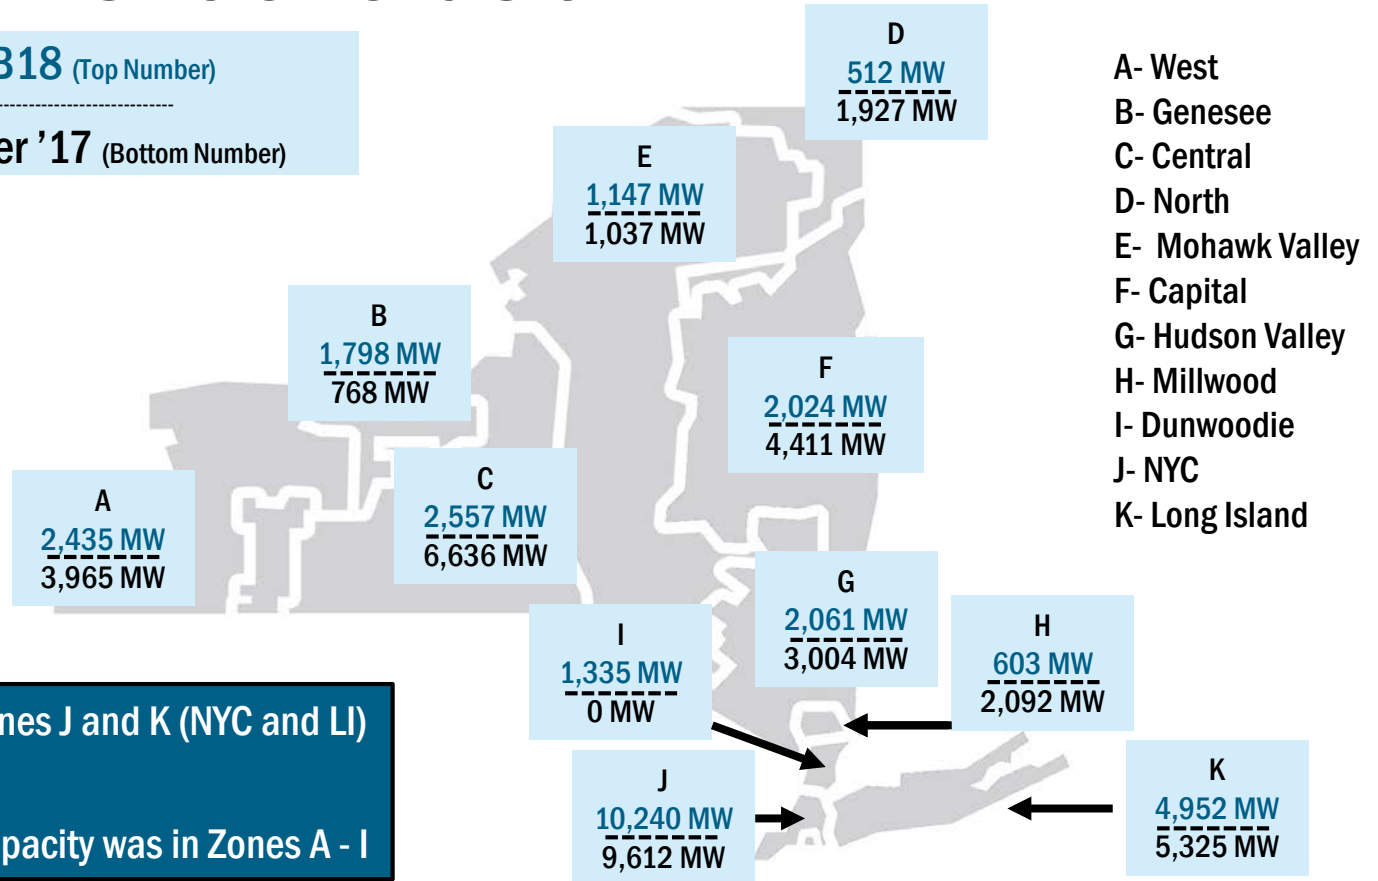 (Top Number)
’17 (Bottom Number)
D
512 MW
1,927 MW
E
1,147 MW
1,037 MW
B
1,798 MW
768 MW
F
2,024 MW
4,411 MW
A
2,435 MW
3,965 MW
C
2,557 MW
6,636 MW
G
2,061 MW
3,004 MW
I
1,335 MW
0 MW
H
603 MW
2,092 MW
J
10,240 MW
9,612 MW
K
4,952 MW
5,325 MW
A- West
B- Genesee
C- Central
D- North
E- Mohawk Valley
F- Capital
G- Hudson Valley
H- Millwood
I- Dunwoodie
J- NYC
K- Long Island
J and K (NYC and LI)
was in Zones A - I